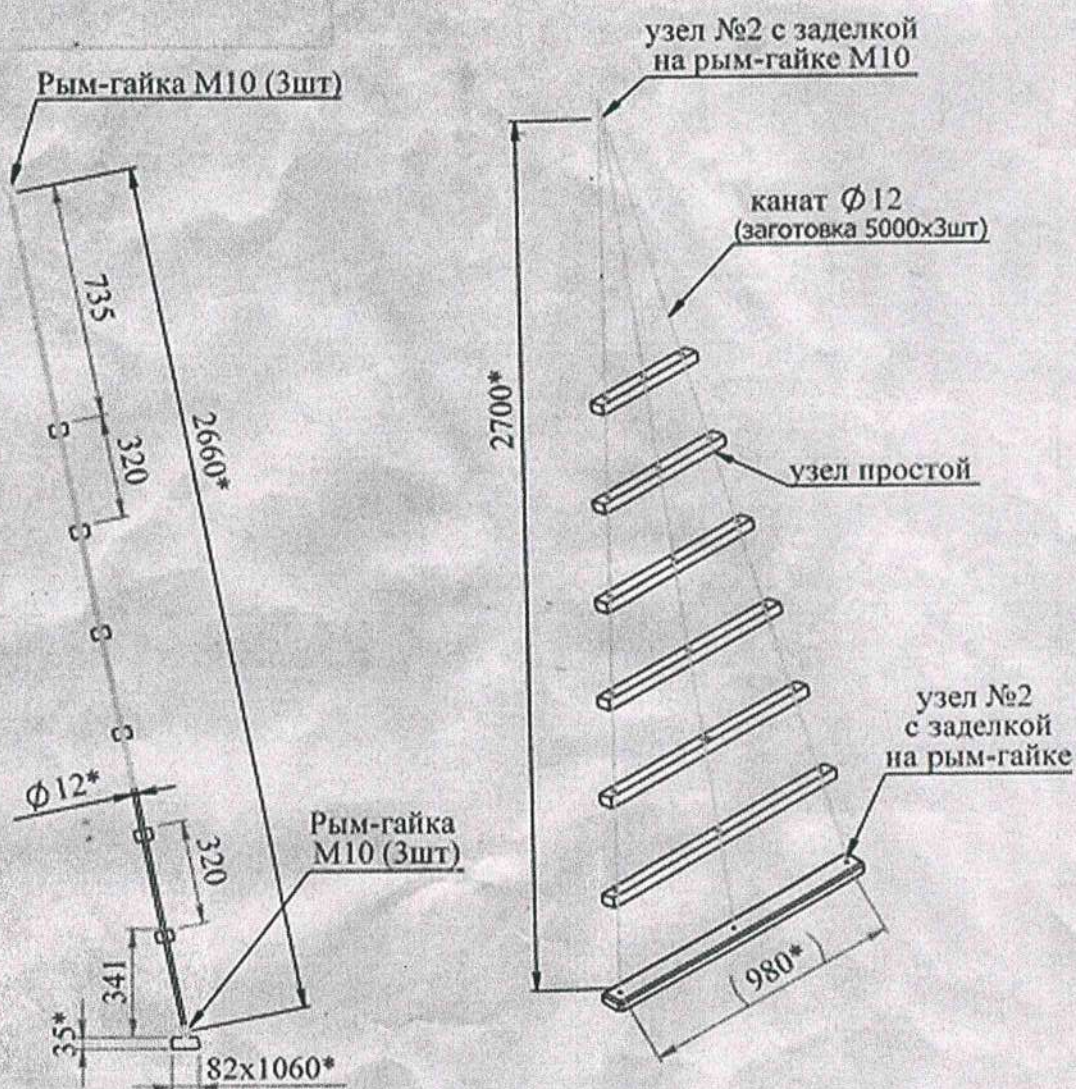 Рым-гайка М10 (3шт)
735
320
2660*
ϕ 12*
320
341
35*
82х1060*
Рым-гайка
М10 (3шт)
узел №2 с заделкой
на рым-гайке М10
канат ϕ 12
(заготовка 5000х3шт)
2700*
узел простой
узел №2
с заделкой
на рым-гайке
(980*)